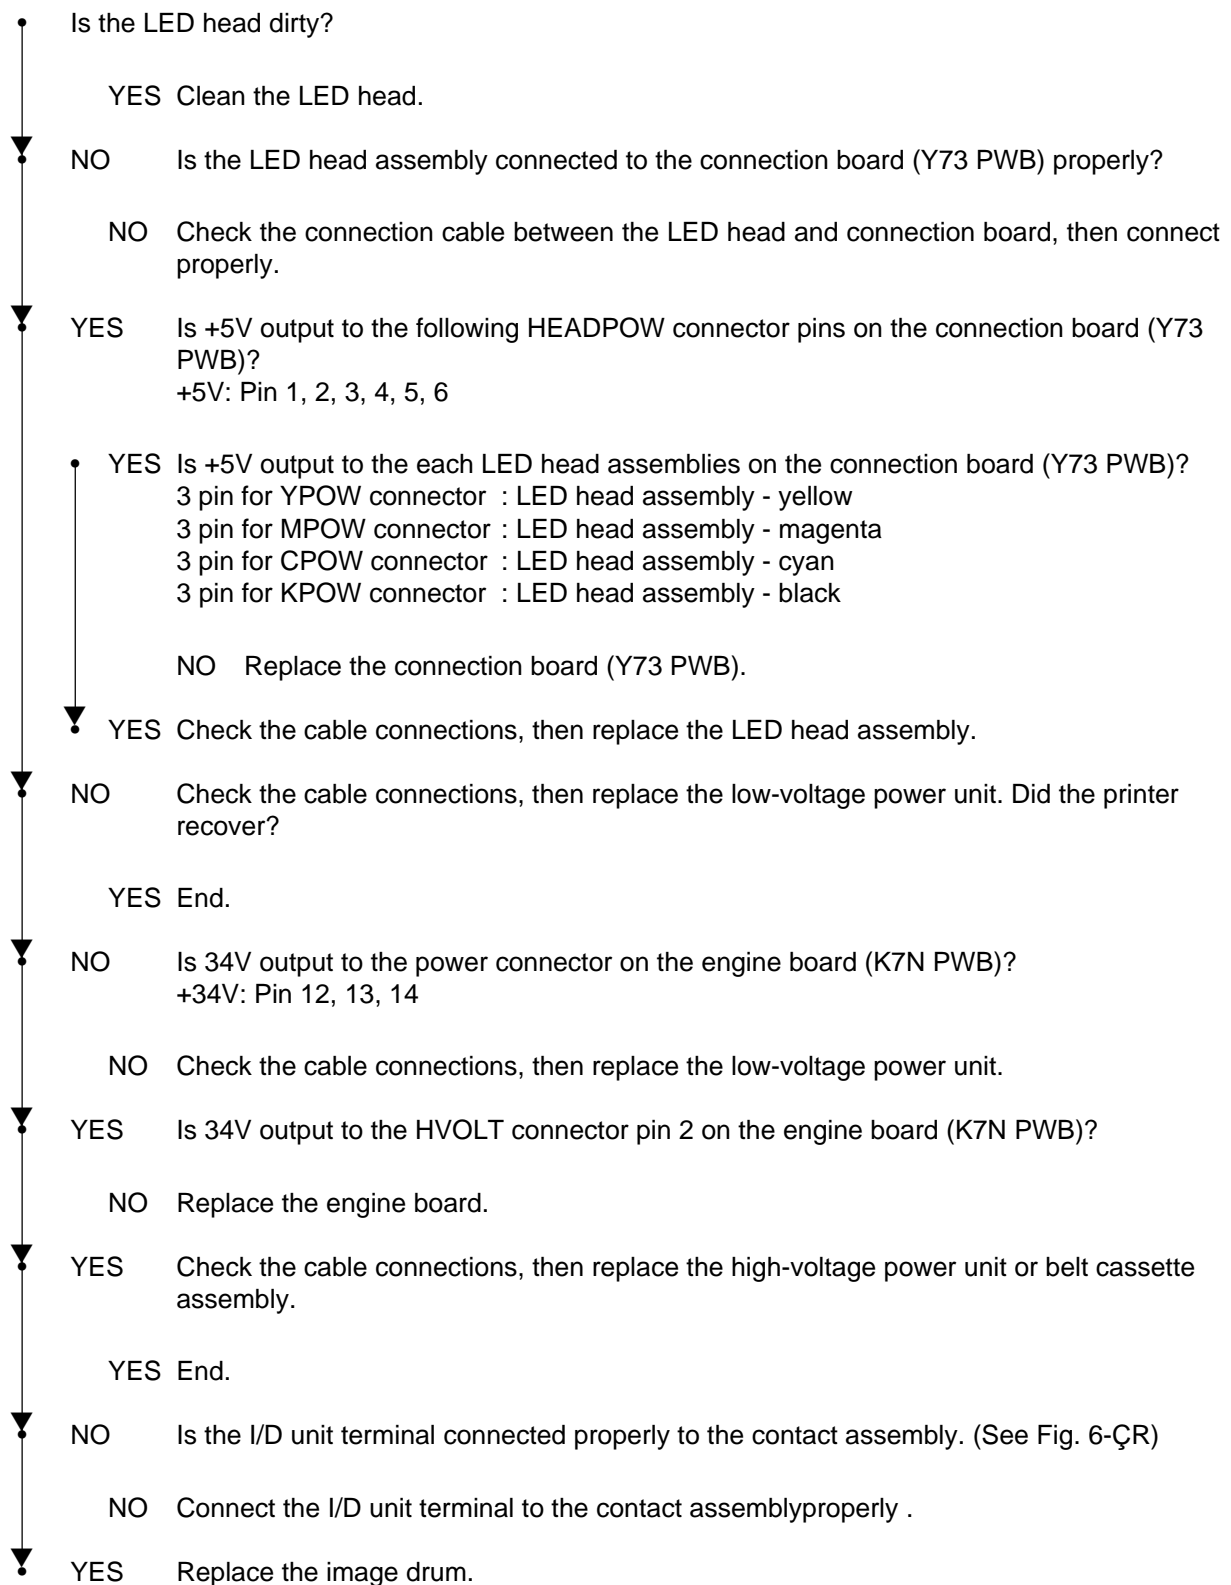 Is the LED head dirty?
YES Clean the LED head.
NO Is the LED head assembly connected to the connection board (Y73 PWB) properly?
NO Check the connection cable between the LED head and connection board, then connect
properly.
YES Is +5V output to the following HEADPOW connector pins on the connection board (Y73
PWB)?
+5V: Pin 1, 2, 3, 4, 5, 6
YES Is +5V output to the each LED head assemblies on the connection board (Y73 PWB)?
3 pin for YPOW connector : LED head assembly - yellow
3 pin for MPOW connector : LED head assembly - magenta
3 pin for CPOW connector : LED head assembly - cyan
3 pin for KPOW connector : LED head assembly - black
NO Replace the connection board (Y73 PWB).
YES Check the cable connections, then replace the LED head assembly.
NO Check the cable connections, then replace the low-voltage power unit. Did the printer
recover?
YES End.
NO Is 34V output to the power connector on the engine board (K7N PWB)?
+34V: Pin 12, 13, 14
NO Check the cable connections, then replace the low-voltage power unit.
YES Is 34V output to the HVOLT connector pin 2 on the engine board (K7N PWB)?
NO Replace the engine board.
YES Check the cable connections, then replace the high-voltage power unit or belt cassette
assembly.
YES End.
NO Is the I/D unit terminal connected properly to the contact assembly. (See Fig. 6-ÇR)
NO Connect the I/D unit terminal to the contact assemblyproperly .
YES Replace the image drum.